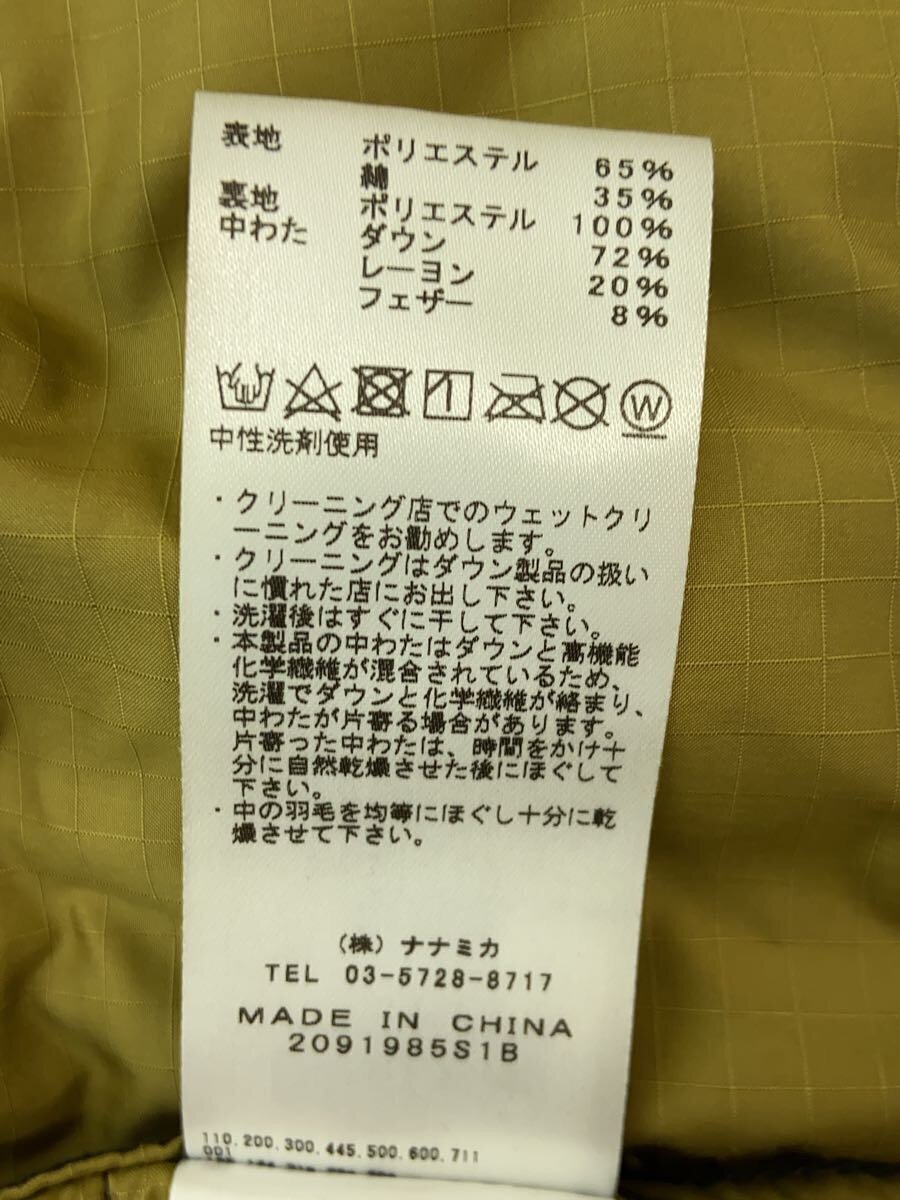 表地 ポリエステル 65%
綿 35%
裏地 ポリエステル 100%
中わた ダウン 72%
レーヨン 20%
フェザー 8%
W
中性洗剤使用
・クリーニング店でのウェットクリ
ーニングをお勧めします。
・クリーニングはダウン製品の扱い
に慣れた店にお出し下さい。
・洗濯後はすぐに干して下さい。
・本製品の中わたはダウンと高機能
化学繊維が混合されているため、
洗濯でダウンと化学繊維が絡まり、
中わたが片寄る場合があります。
片寄った中わたは、時間をかけ十
分に自然乾燥させた後にほぐして
下さい。
・中の羽毛を均等にほぐし十分に乾
燥させて下さい。
(株) ナナミカ
TEL 03-5728-8717
MADE IN CHINA
2091985S1B
110.200.300.445.500.600.711
001